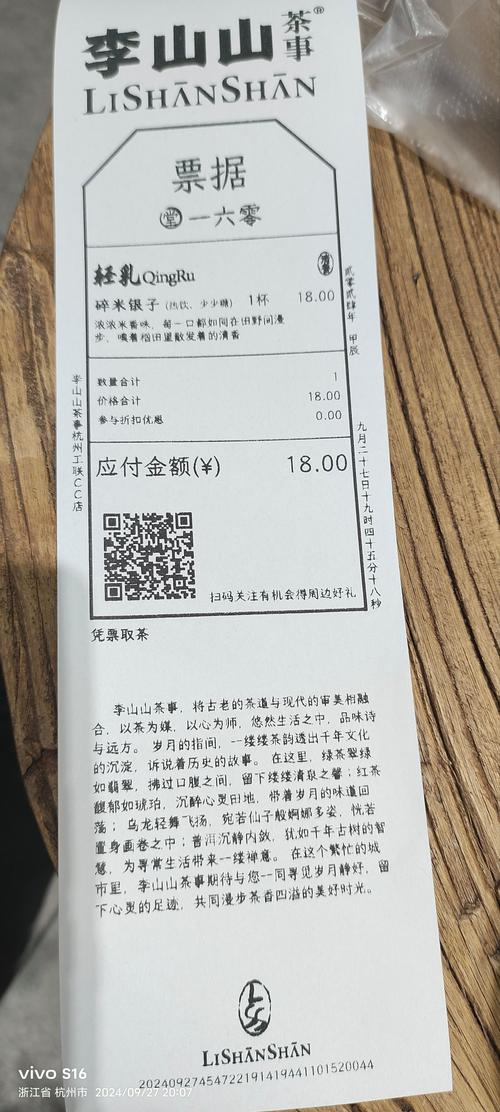 李山山茶事®
LISHĀNSHĀN
票据
堂 一六零
轻乳 QingRu
碎米银子 (热饮、少少糖) 1杯 18.00
浓浓米香味，每一口都如同在田野间漫
步，嗅着稻田里散发着的清香
数量合计 1
价格合计 18.00
参与折扣优惠 0.00
应付金额(¥) 18.00
扫码关注有机会得周边好礼
李山山茶事杭州工联CC店
贰零贰肆年 甲辰
九月二十七日十九时四十五分十八秒
凭票取茶
李山山茶事，将古老的茶道与现代的审美相融
合，以茶为媒，以心为师，悠然生活之中，品味诗
与远方。岁月的指间，一缕缕茶韵透出千年文化
的沉淀，诉说着历史的故事。在这里，绿茶翠绿
如翡翠，拂过口腹之间，留下缕缕清泉之馨；红茶
馥郁如琥珀，沉醉心灵田地，带着岁月的味道回
荡；乌龙轻舞飞扬，宛若仙子般婀娜多姿，恍若
置身画卷之中；普洱沉静内敛，犹如千年古树的智
慧，为寻常生活带来一缕禅意。在这个繁忙的城
市里，李山山茶事期待与您一同寻见岁月静好，留
下心灵的足迹，共同漫步茶香四溢的美好时光。
LISHĀNSHĀN
2024092745472219141944110152004​4
vivo S16
浙江省 杭州市 2024/09/27 20:07